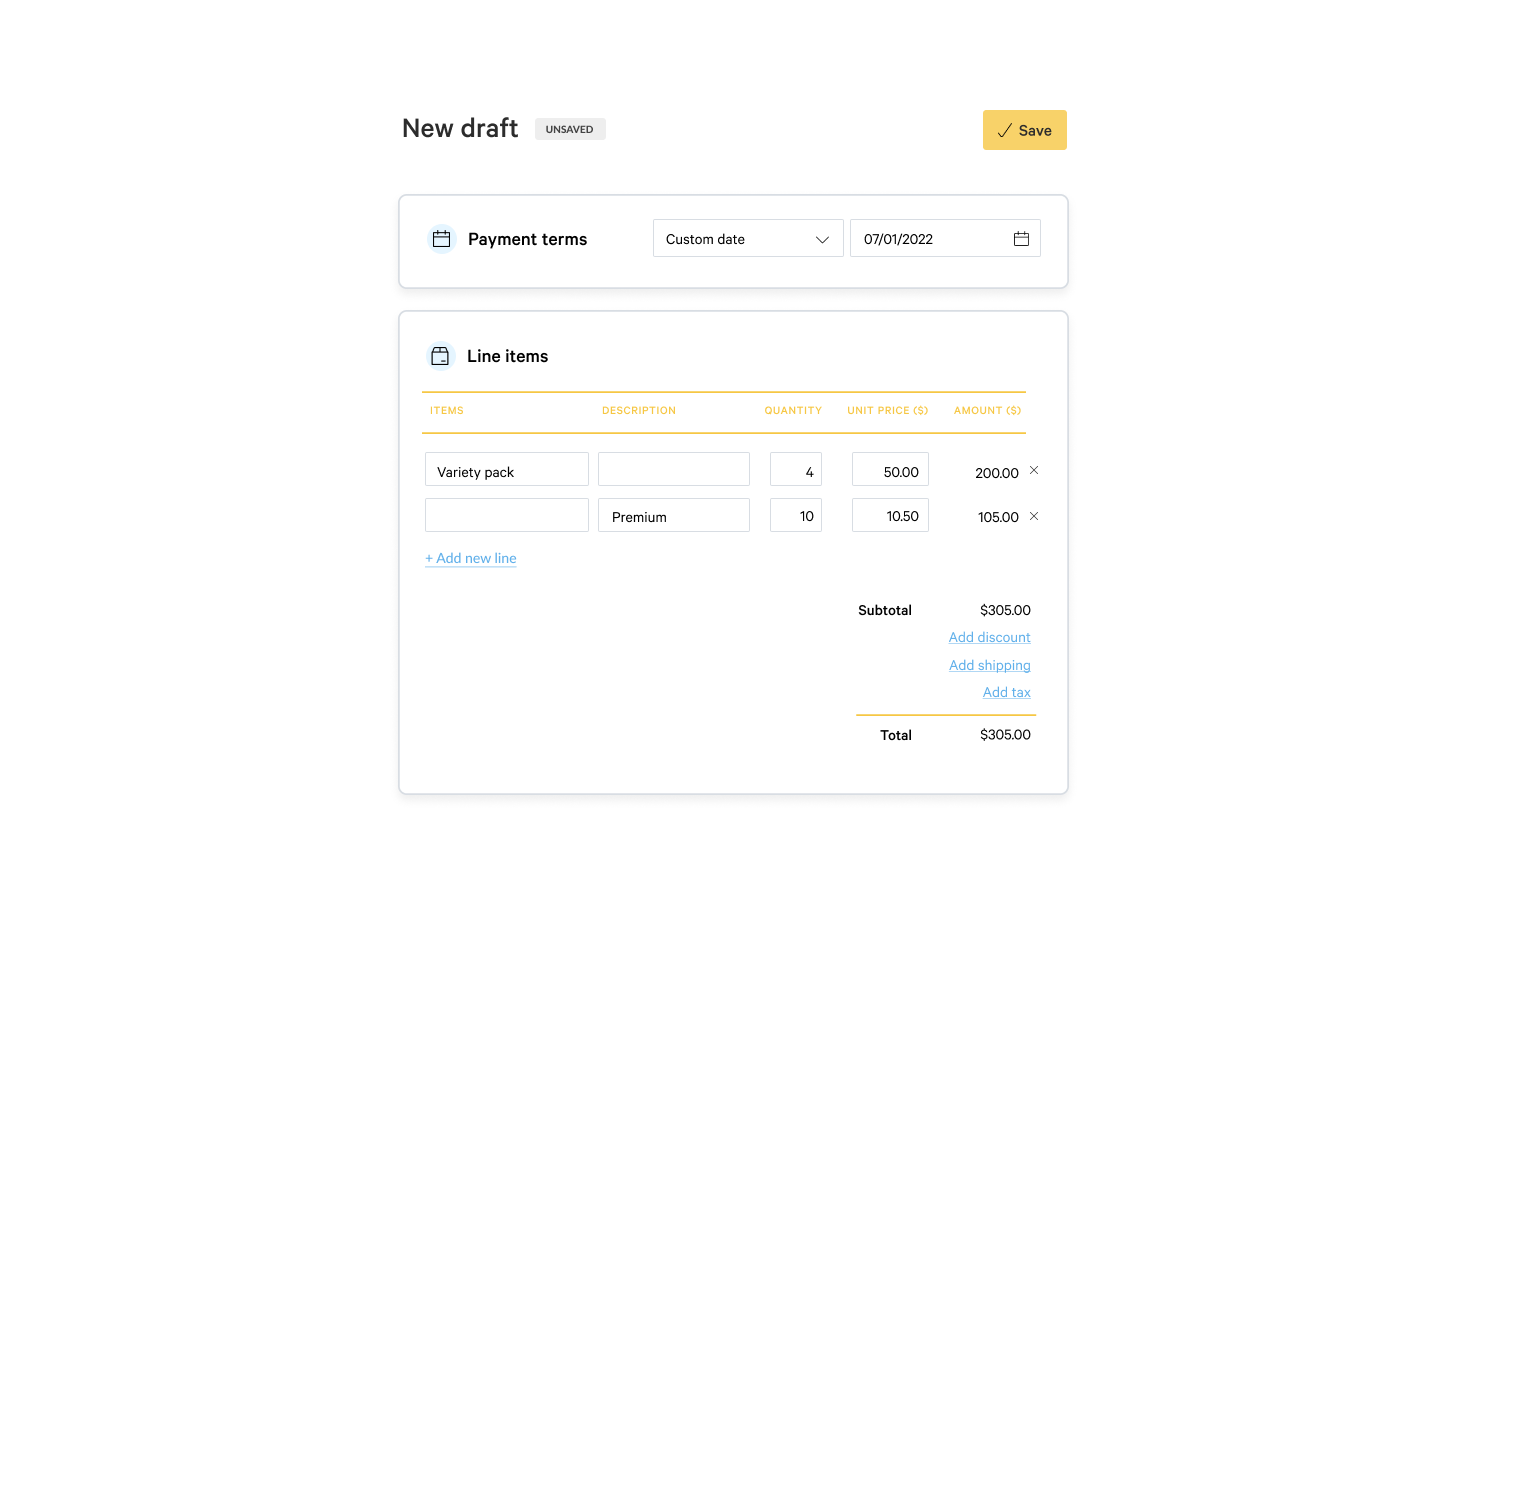 New draft UNSAVED Save
Payment terms Custom date 07/01/2022
Line items
ITEMS DESCRIPTION QUANTITY UNIT PRICE ($) AMOUNT ($)
Variety pack 4 50.00 200.00
Premium 10 10.50 105.00
+ Add new line
Subtotal $305.00
Add discount
Add shipping
Add tax
Total $305.00